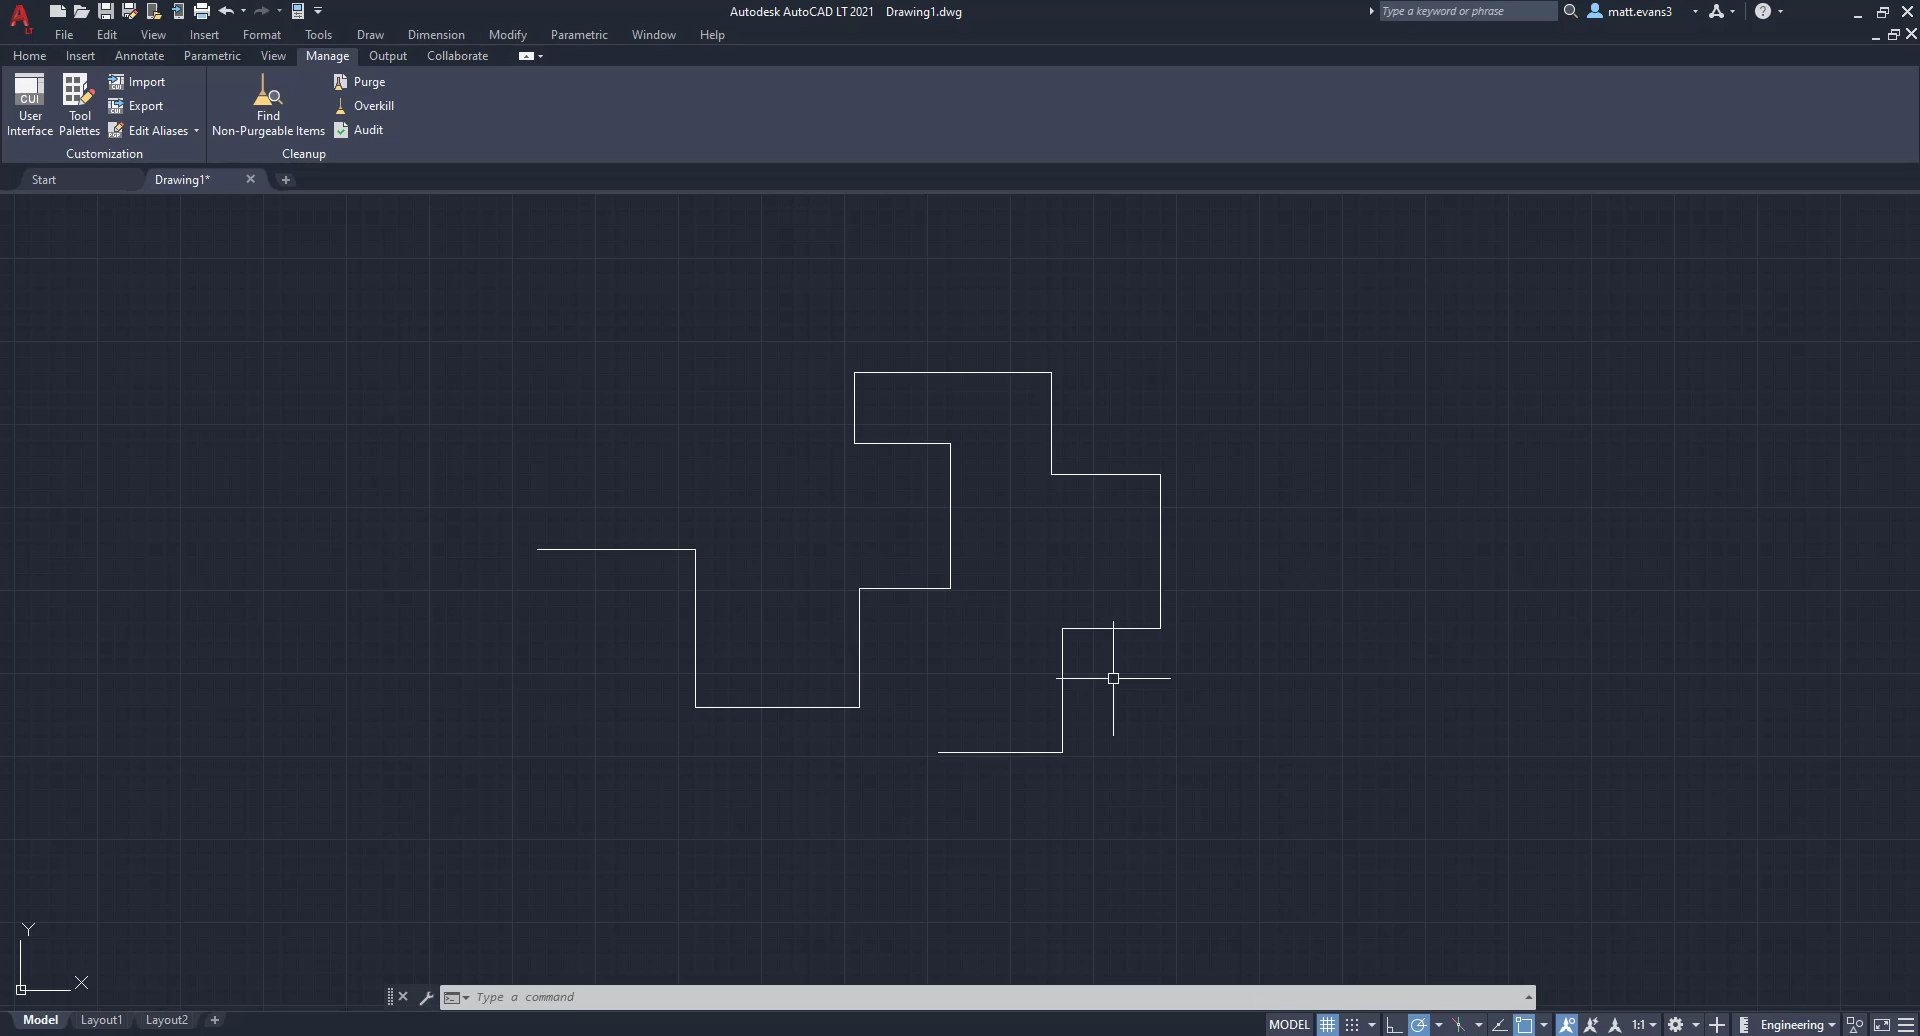 LT
Autodesk AutoCAD LT 2021 Drawing1.dwg
Type a keyword or phrase
matt.evans3
File Edit View Insert Format Tools Draw Dimension Modify Parametric Window Help
Home Insert Annotate Parametric View Manage Output Collaborate
CUI
User Interface
Tool Palettes
Import
Export
Edit Aliases
Customization
Find
Non-Purgeable Items
Purge
Overkill
Audit
Cleanup
Start Drawing1*
Y
X
Type a command
Model Layout1 Layout2
MODEL 1:1 Engineering